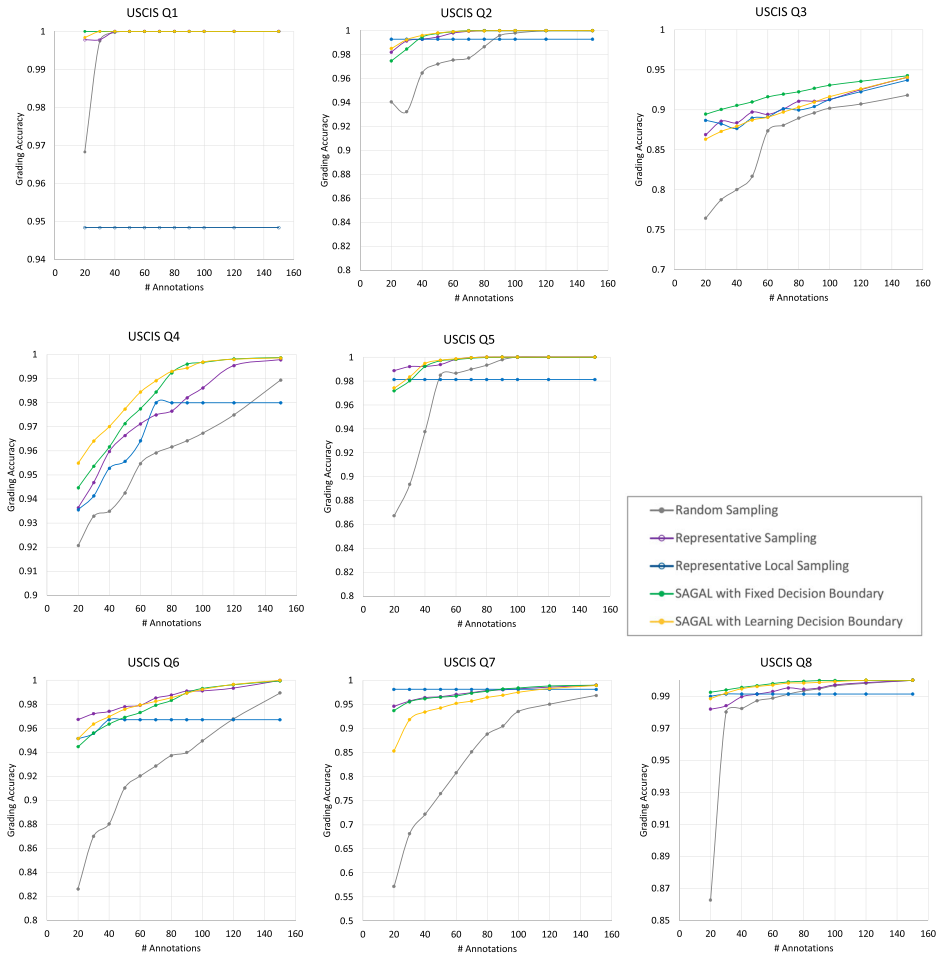 USCIS Q1
Grading Accuracy
1
0.99
0.98
0.97
0.96
0.95
0.94
0 20 40 60 80 100 120 140 160
# Annotations
USCIS Q2
Grading Accuracy
1
0.98
0.96
0.94
0.92
0.9
0.88
0.86
0.84
0.82
0.8
0 20 40 60 80 100 120 140 160
# Annotations
USCIS Q3
Grading Accuracy
0.95
0.9
0.85
0.8
0.75
0.7
0 20 40 60 80 100 120 140 160
# Annotations
USCIS Q4
Grading Accuracy
1
0.99
0.98
0.97
0.96
0.95
0.94
0.93
0.92
0.91
0.9
0 20 40 60 80 100 120 140 160
# Annotations
USCIS Q5
Grading Accuracy
1
0.98
0.96
0.94
0.92
0.9
0.88
0.86
0.84
0.82
0.8
0 20 40 60 80 100 120 140 160
# Annotations
Random Sampling
Representative Sampling
Representative Local Sampling
SAGAL with Fixed Decision Boundary
SAGAL with Learning Decision Boundary
USCIS Q6
Grading Accuracy
1
0.98
0.96
0.94
0.92
0.9
0.88
0.86
0.84
0.82
0.8
0 20 40 60 80 100 120 140 160
# Annotations
USCIS Q7
Grading Accuracy
1
0.95
0.9
0.85
0.8
0.75
0.7
0.65
0.6
0.55
0.5
0 20 40 60 80 100 120 140 160
# Annotations
USCIS Q8
Grading Accuracy
0.99
0.97
0.95
0.93
0.91
0.89
0.87
0.85
0 20 40 60 80 100 120 140 160
# Annotations